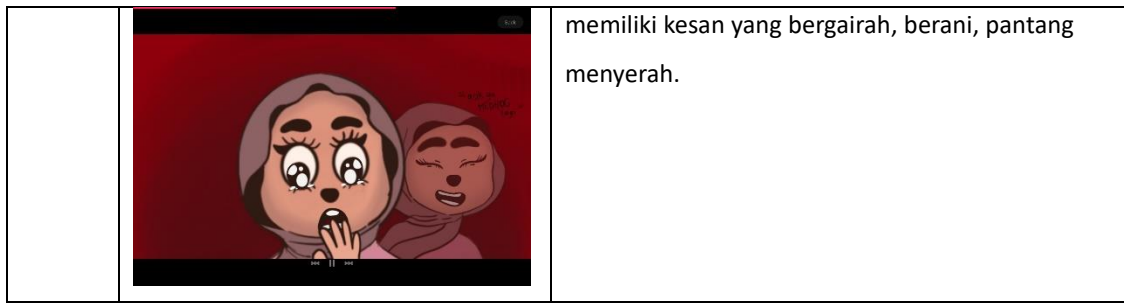 memiliki kesan yang bergairah, berani, pantang
menyerah.